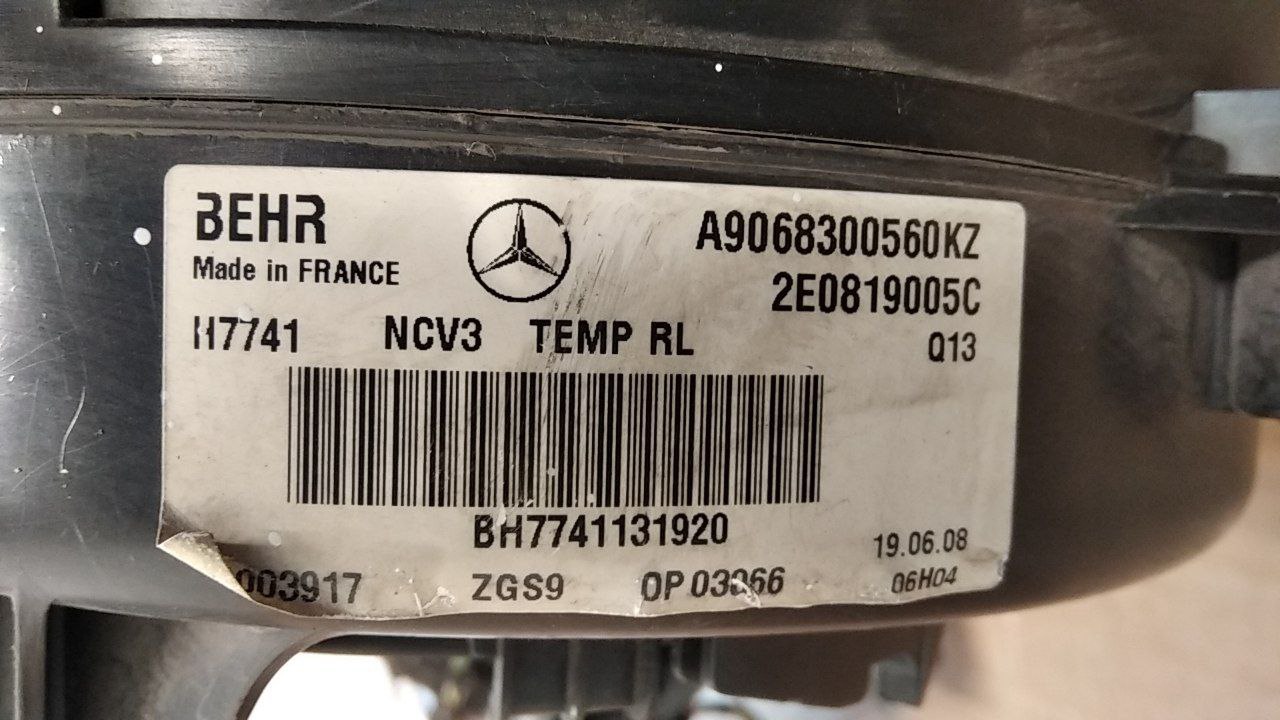 BEHR
Made in FRANCE
A9068300560KZ
2E0819005C
H7741 NCV3 TEMP RL Q13
BH7741131920
19.06.08
003917 ZGS9 OP 03066 06H04